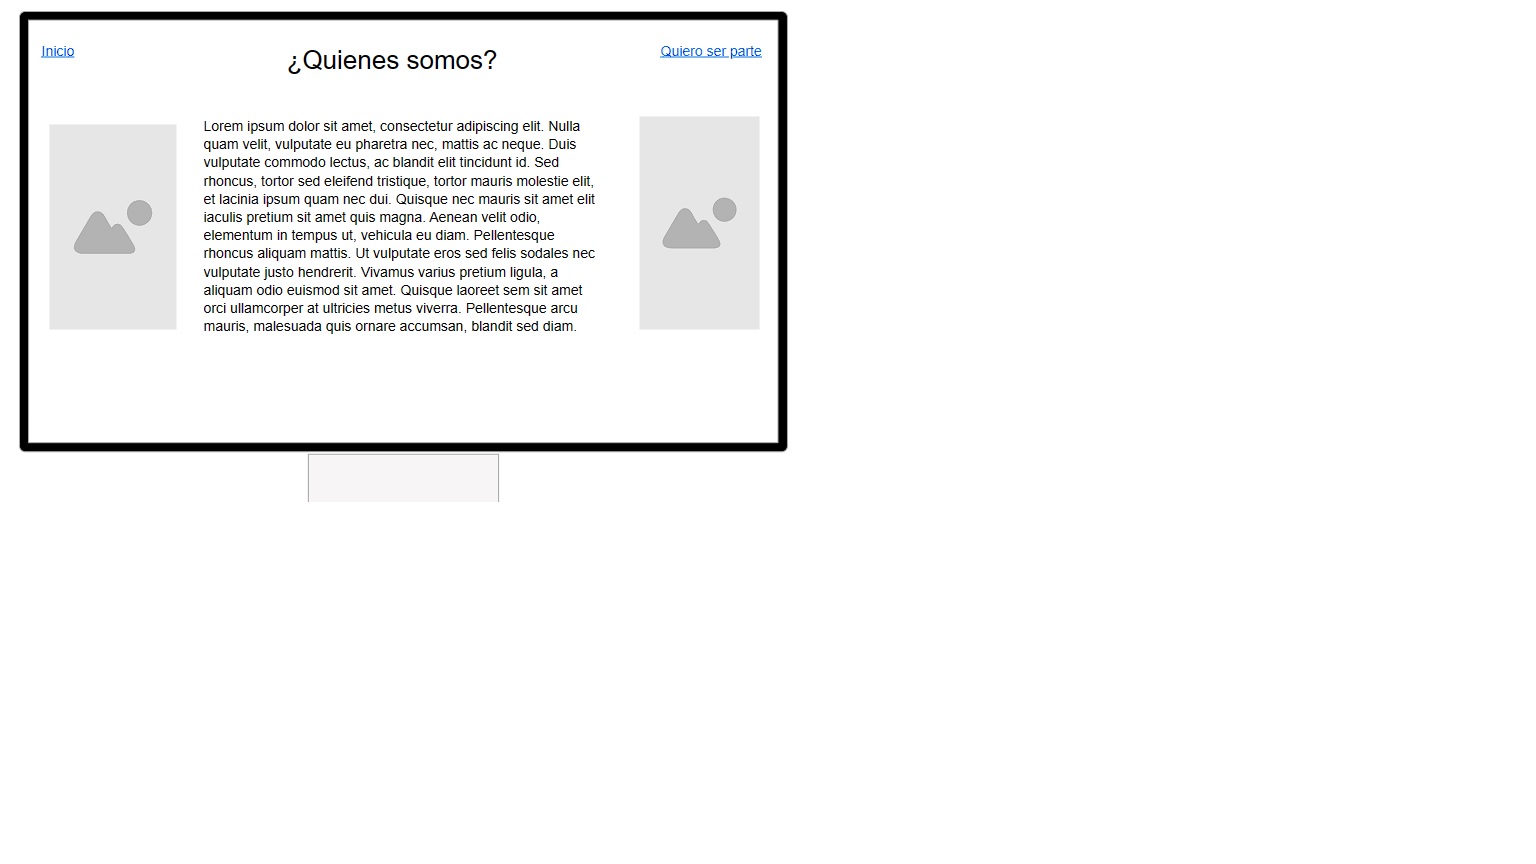 Inicio
¿Quienes somos?
Quiero ser parte
Lorem ipsum dolor sit amet, consectetur adipiscing elit. Nulla
quam velit, vulputate eu pharetra nec, mattis ac neque. Duis
vulputate commodo lectus, ac blandit elit tincidunt id. Sed
rhoncus, tortor sed eleifend tristique, tortor mauris molestie elit,
et lacinia ipsum quam nec dui. Quisque nec mauris sit amet elit
iaculis pretium sit amet quis magna. Aenean velit odio,
elementum in tempus ut, vehicula eu diam. Pellentesque
rhoncus aliquam mattis. Ut vulputate eros sed felis sodales nec
vulputate justo hendrerit. Vivamus varius pretium ligula, a
aliquam odio euismod sit amet. Quisque laoreet sem sit amet
orci ullamcorper at ultricies metus viverra. Pellentesque arcu
mauris, malesuada quis ornare accumsan, blandit sed diam.